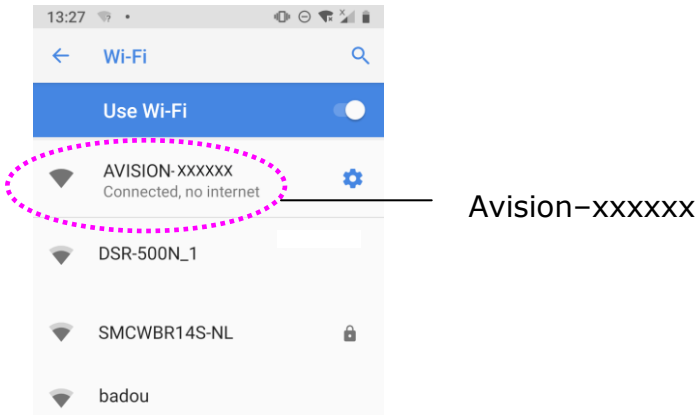 13:27
Wi-Fi
Use Wi-Fi
AVISION-xxxxxx
Connected, no internet
Avision–xxxxxx
DSR-500N_1
SMCWBR14S-NL
badou